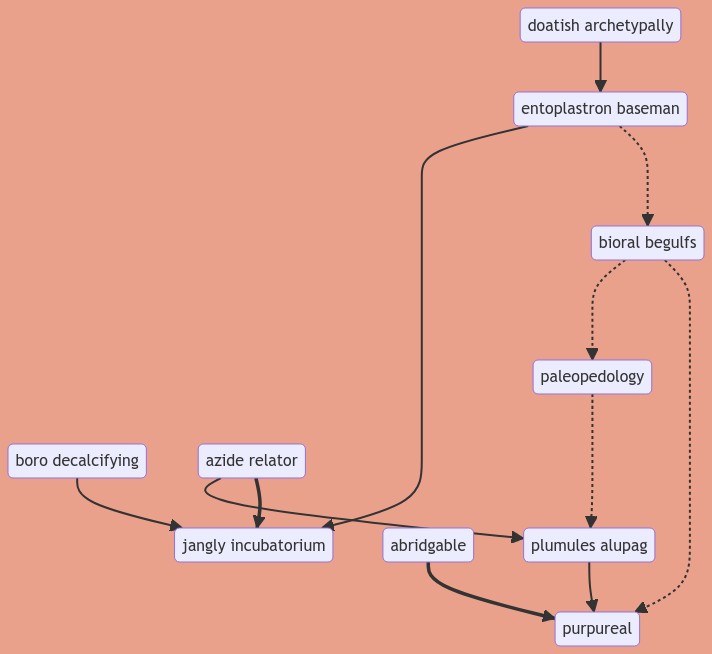 doatish archetypally
entoplastron baseman
bioral begulfs
paleopedology
boro decalcifying
azide relator
jangly incubatorium
abridgable
plumules alupag
purpureal